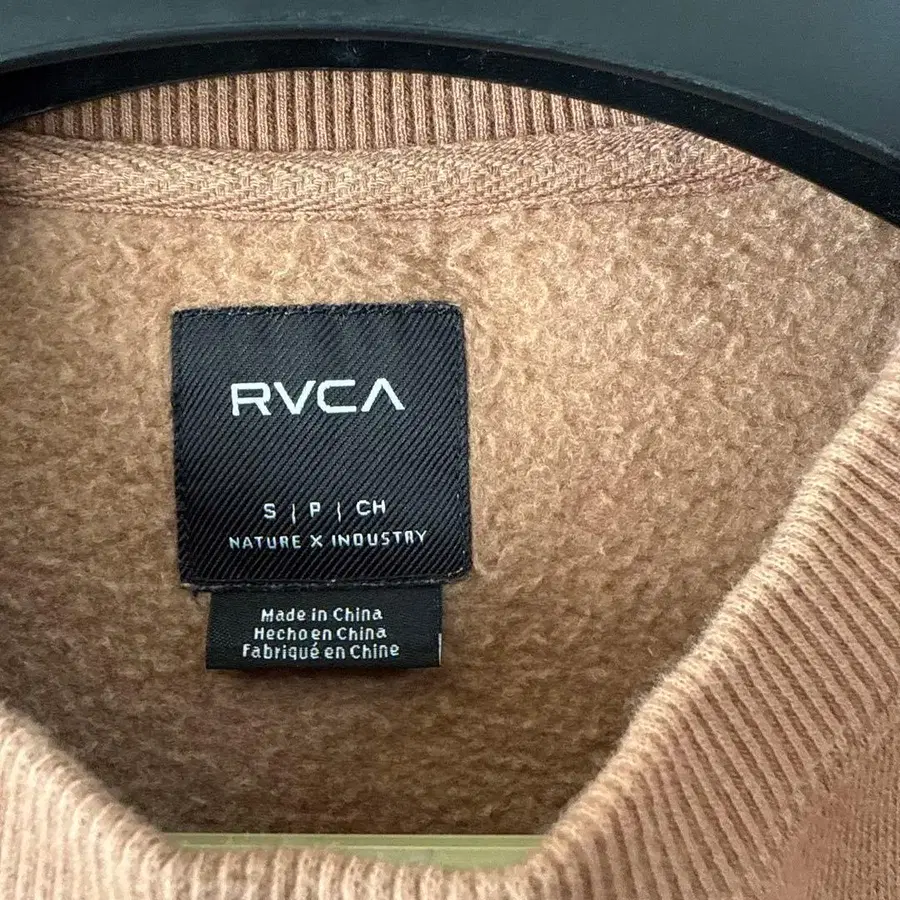 RVCA
S | P | CH
NATURE X INDUSTRY
Made in China
Hecho en China
Fabriqué en Chine